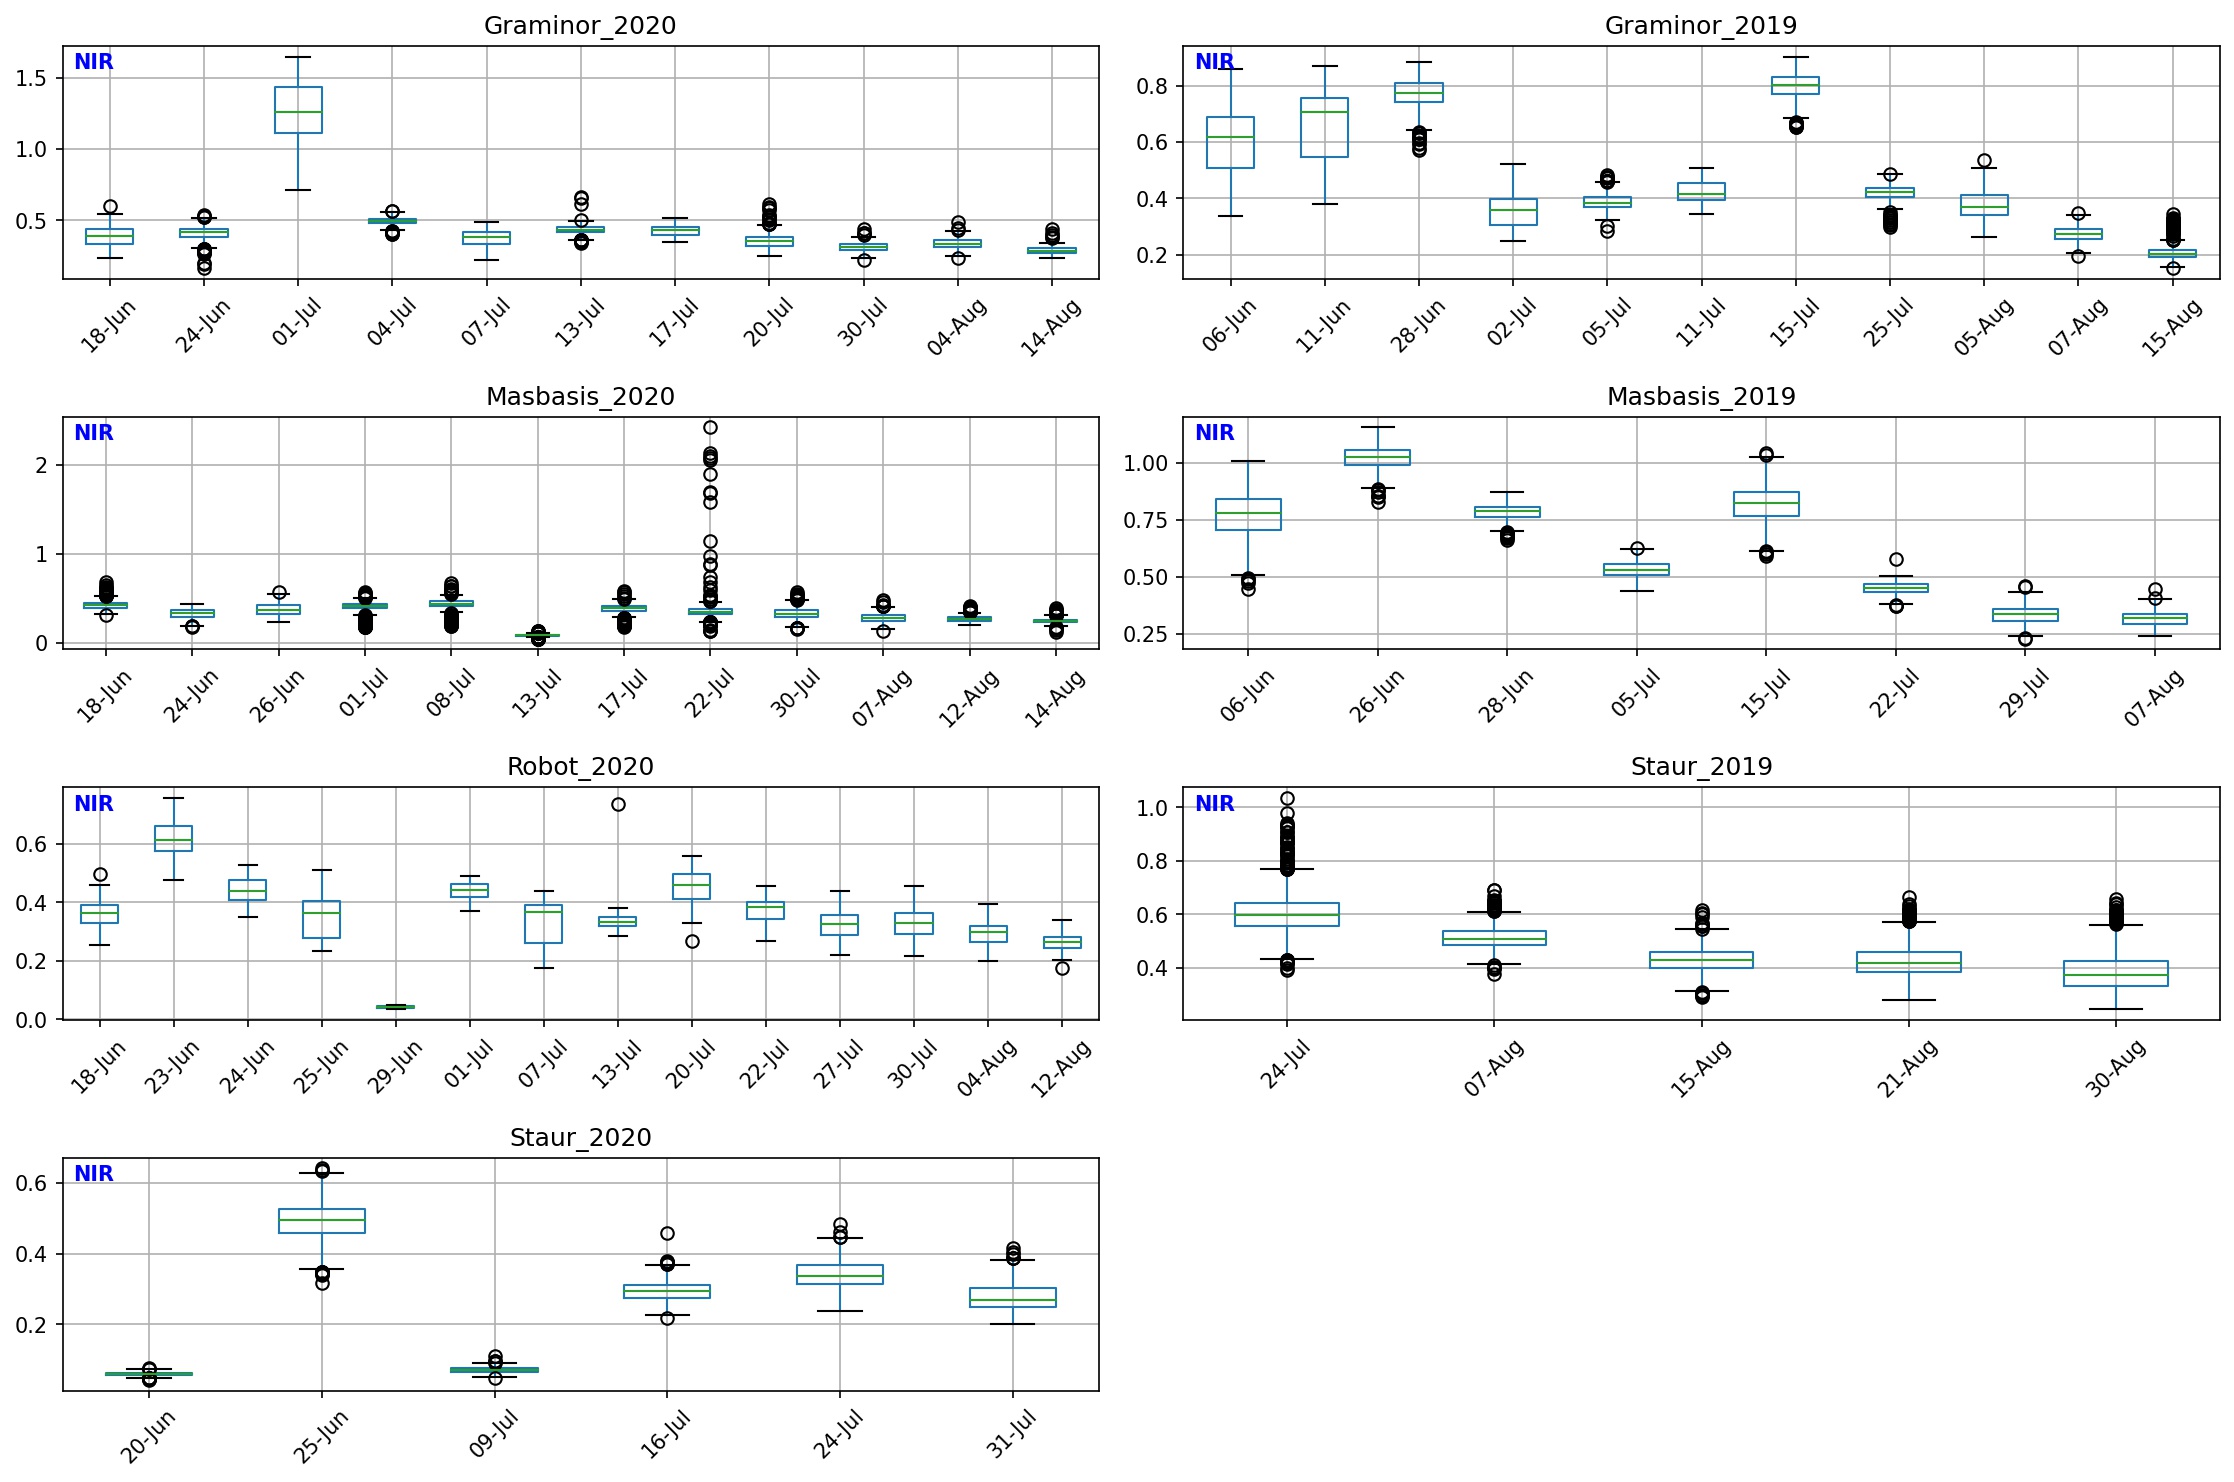 Graminor_2020
NIR
1.5
1.0
0.5
18-Jun 24-Jun 01-Jul 04-Jul 07-Jul 13-Jul 17-Jul 20-Jul 30-Jul 04-Aug 14-Aug
Graminor_2019
NIR
0.8
0.6
0.4
0.2
06-Jun 11-Jun 28-Jun 02-Jul 05-Jul 11-Jul 15-Jul 25-Jul 05-Aug 07-Aug 15-Aug
Masbasis_2020
NIR
2
1
0
18-Jun 24-Jun 26-Jun 01-Jul 08-Jul 13-Jul 17-Jul 22-Jul 30-Jul 07-Aug 12-Aug 14-Aug
Masbasis_2019
NIR
1.00
0.75
0.50
0.25
06-Jun 26-Jun 28-Jun 05-Jul 15-Jul 22-Jul 29-Jul 07-Aug
Robot_2020
NIR
0.6
0.4
0.2
0.0
18-Jun 23-Jun 24-Jun 25-Jun 29-Jun 01-Jul 07-Jul 13-Jul 20-Jul 22-Jul 27-Jul 30-Jul 04-Aug 12-Aug
Staur_2019
NIR
1.0
0.8
0.6
0.4
24-Jul 07-Aug 15-Aug 21-Aug 30-Aug
Staur_2020
NIR
0.6
0.4
0.2
20-Jun 25-Jun 09-Jul 16-Jul 24-Jul 31-Jul